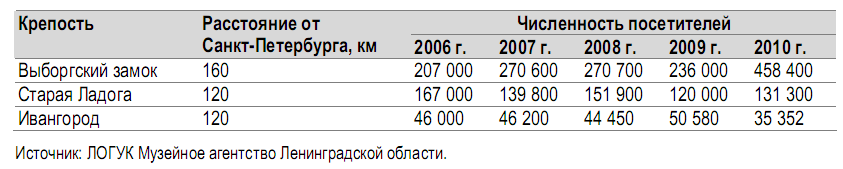 Крепость Расстояние от Численность посетителей
Санкт-Петербурга, км 2006 г. 2007 г. 2008 г. 2009 г. 2010 г.
Выборгский замок 160 207 000 270 600 270 700 236 000 458 400
Старая Ладога 120 167 000 139 800 151 900 120 000 131 300
Ивангород 120 46 000 46 200 44 450 50 580 35 352
Источник: ЛОГУК Музейное агентство Ленинградской области.